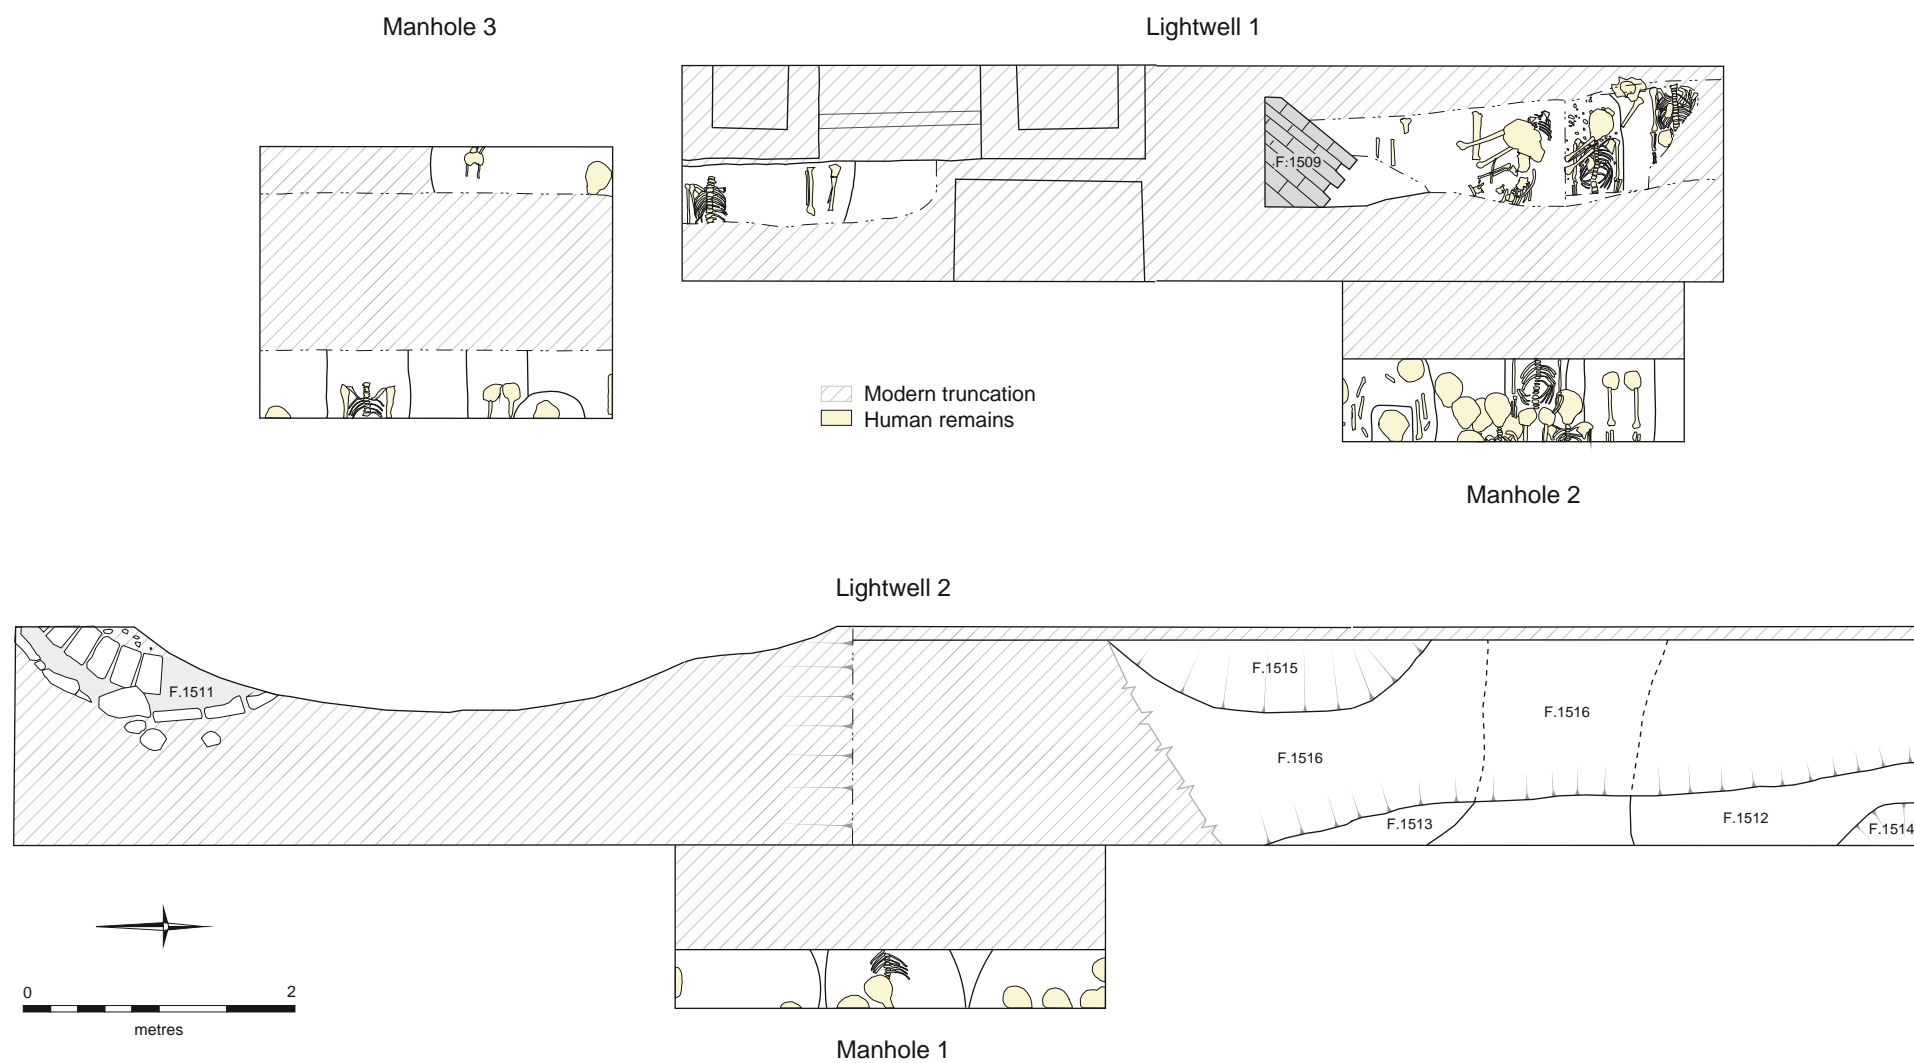 Manhole 3
Lightwell 1
F.1509
Modern truncation
Human remains
Manhole 2
Lightwell 2
F.1511
F.1515
F.1516
F.1516
F.1513
F.1512
F.1514
0 2
metres
Manhole 1